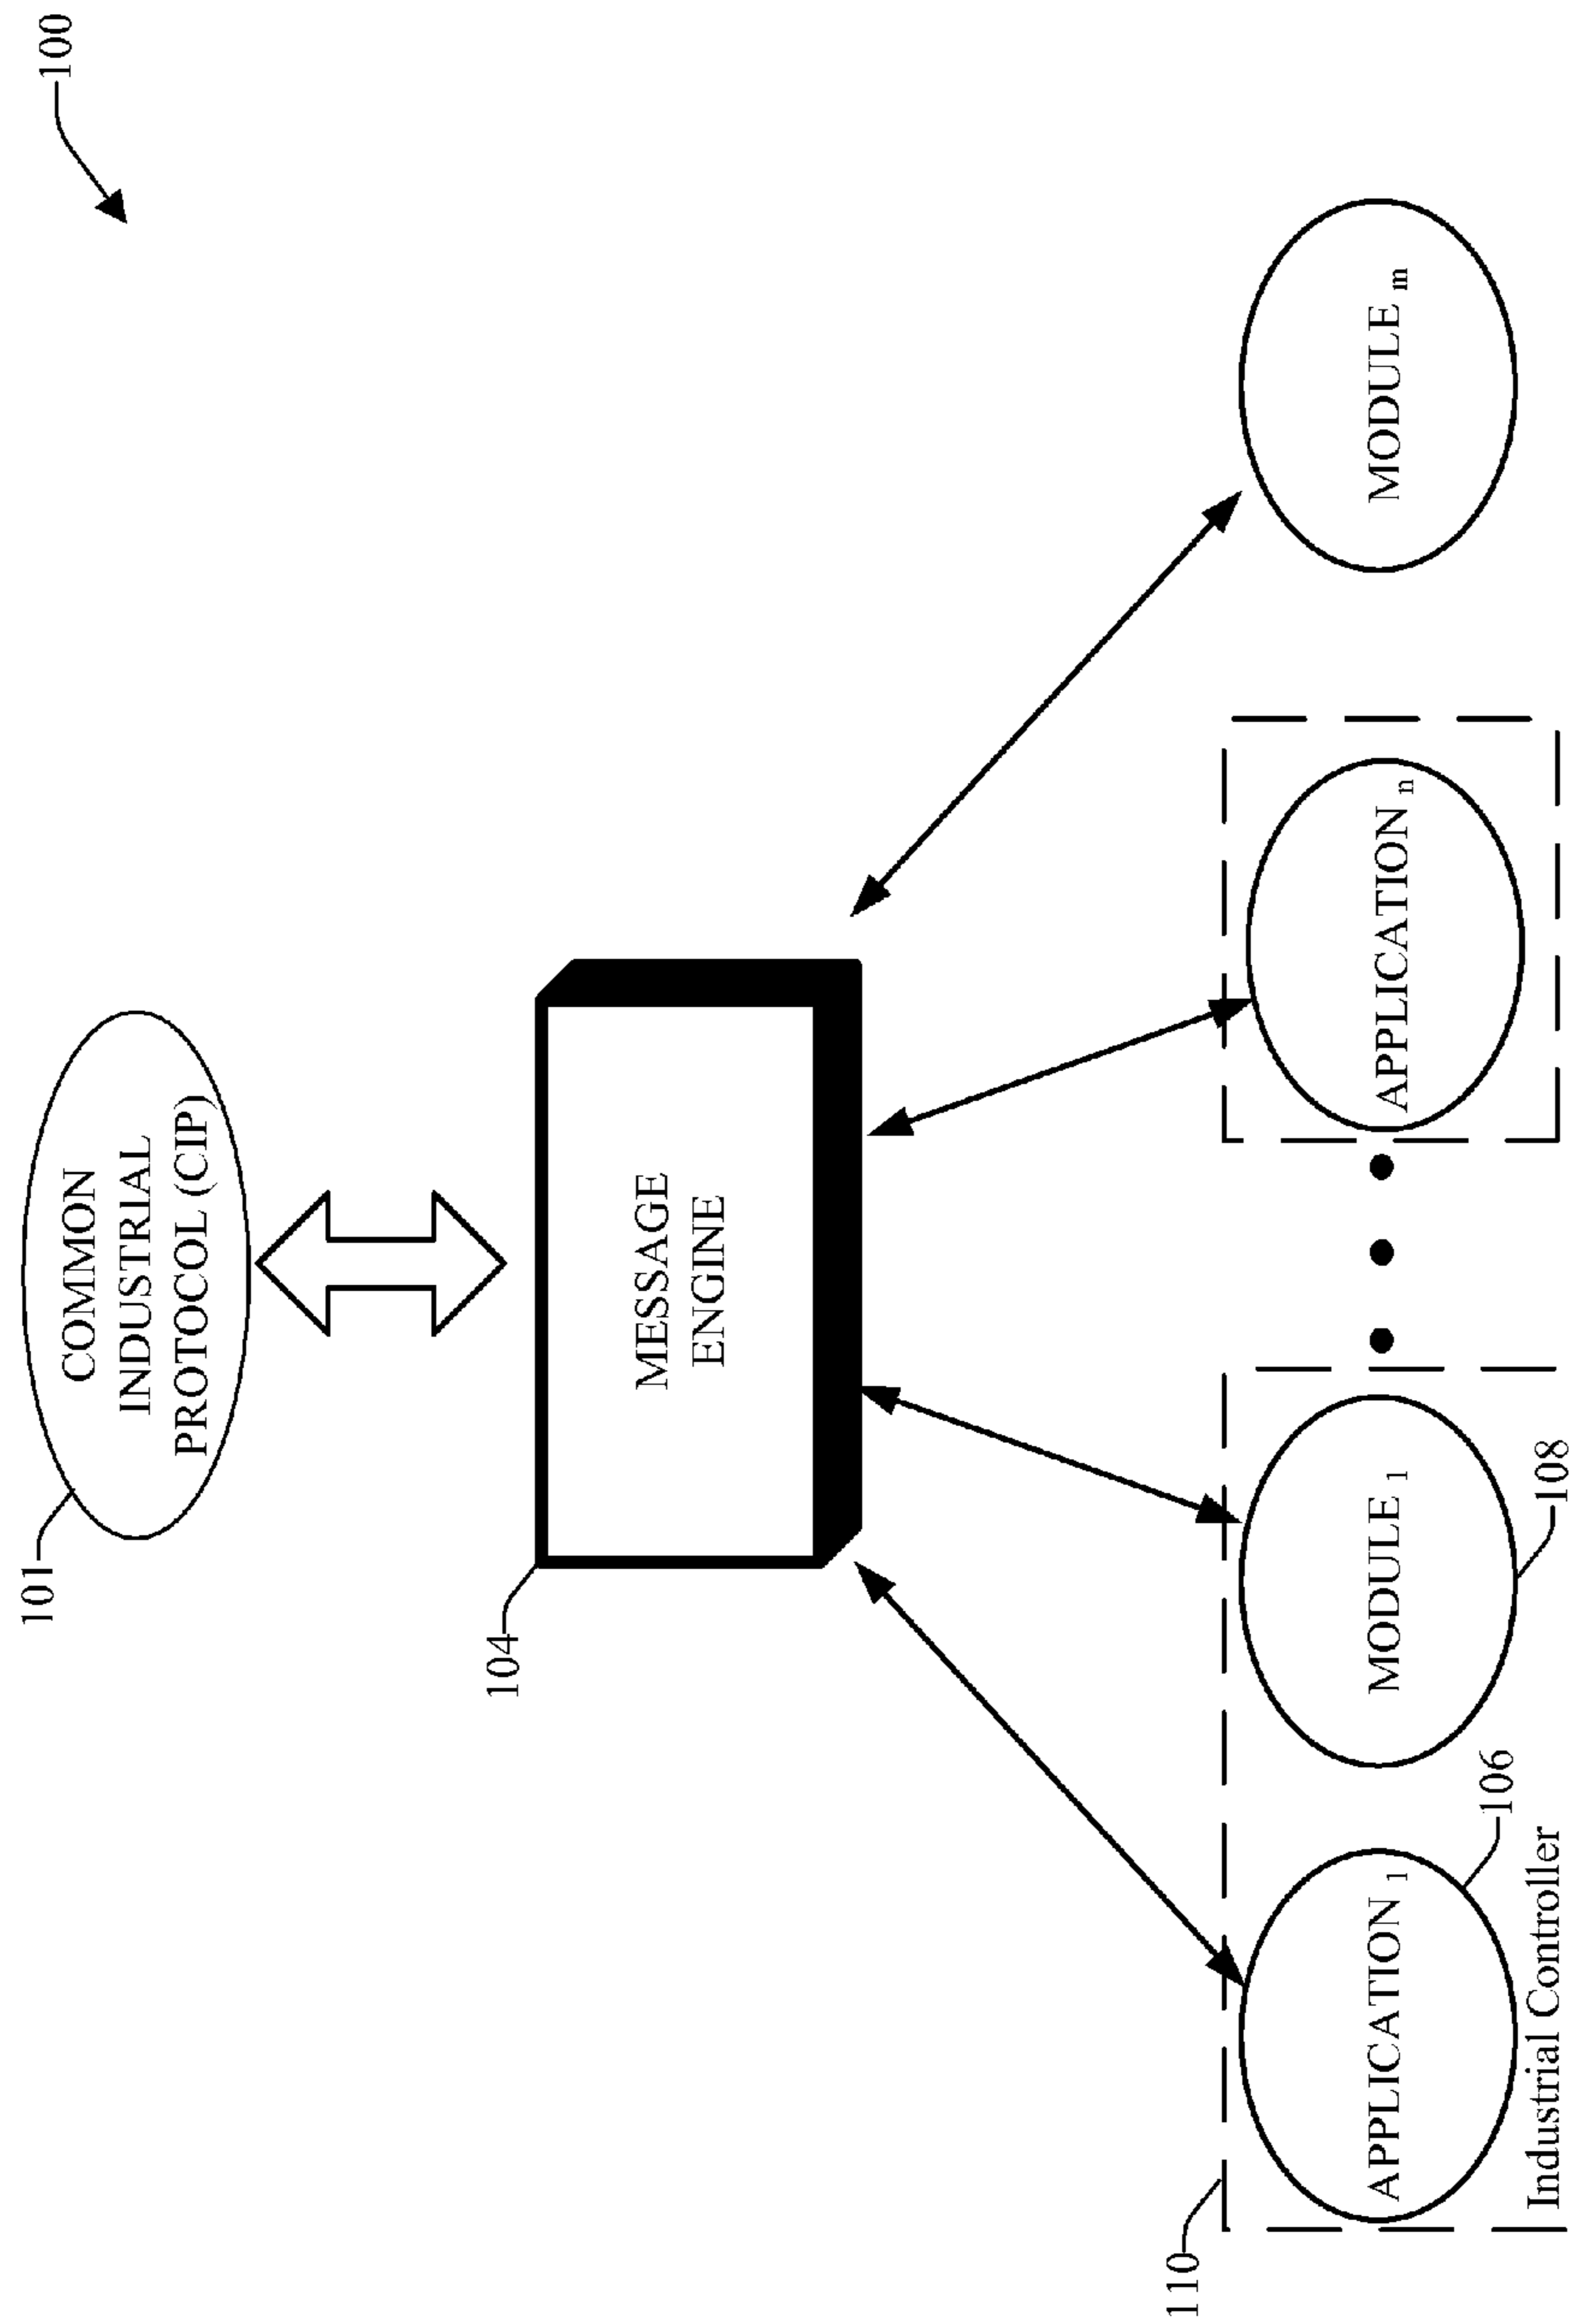 100
101
COMMON
INDUSTRIAL
PROTOCOL (CIP)
104
MESSAGE
ENGINE
110
APPLICATION 1
106
MODULE 1
108
APPLICATION n
MODULE m
Industrial Controller